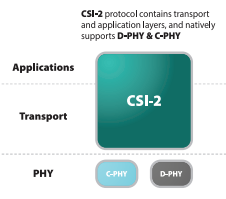 CSI-2 protocol contains transport
and application layers, and natively
supports D-PHY & C-PHY
Applications
CSI-2
Transport
PHY
C-PHY
D-PHY